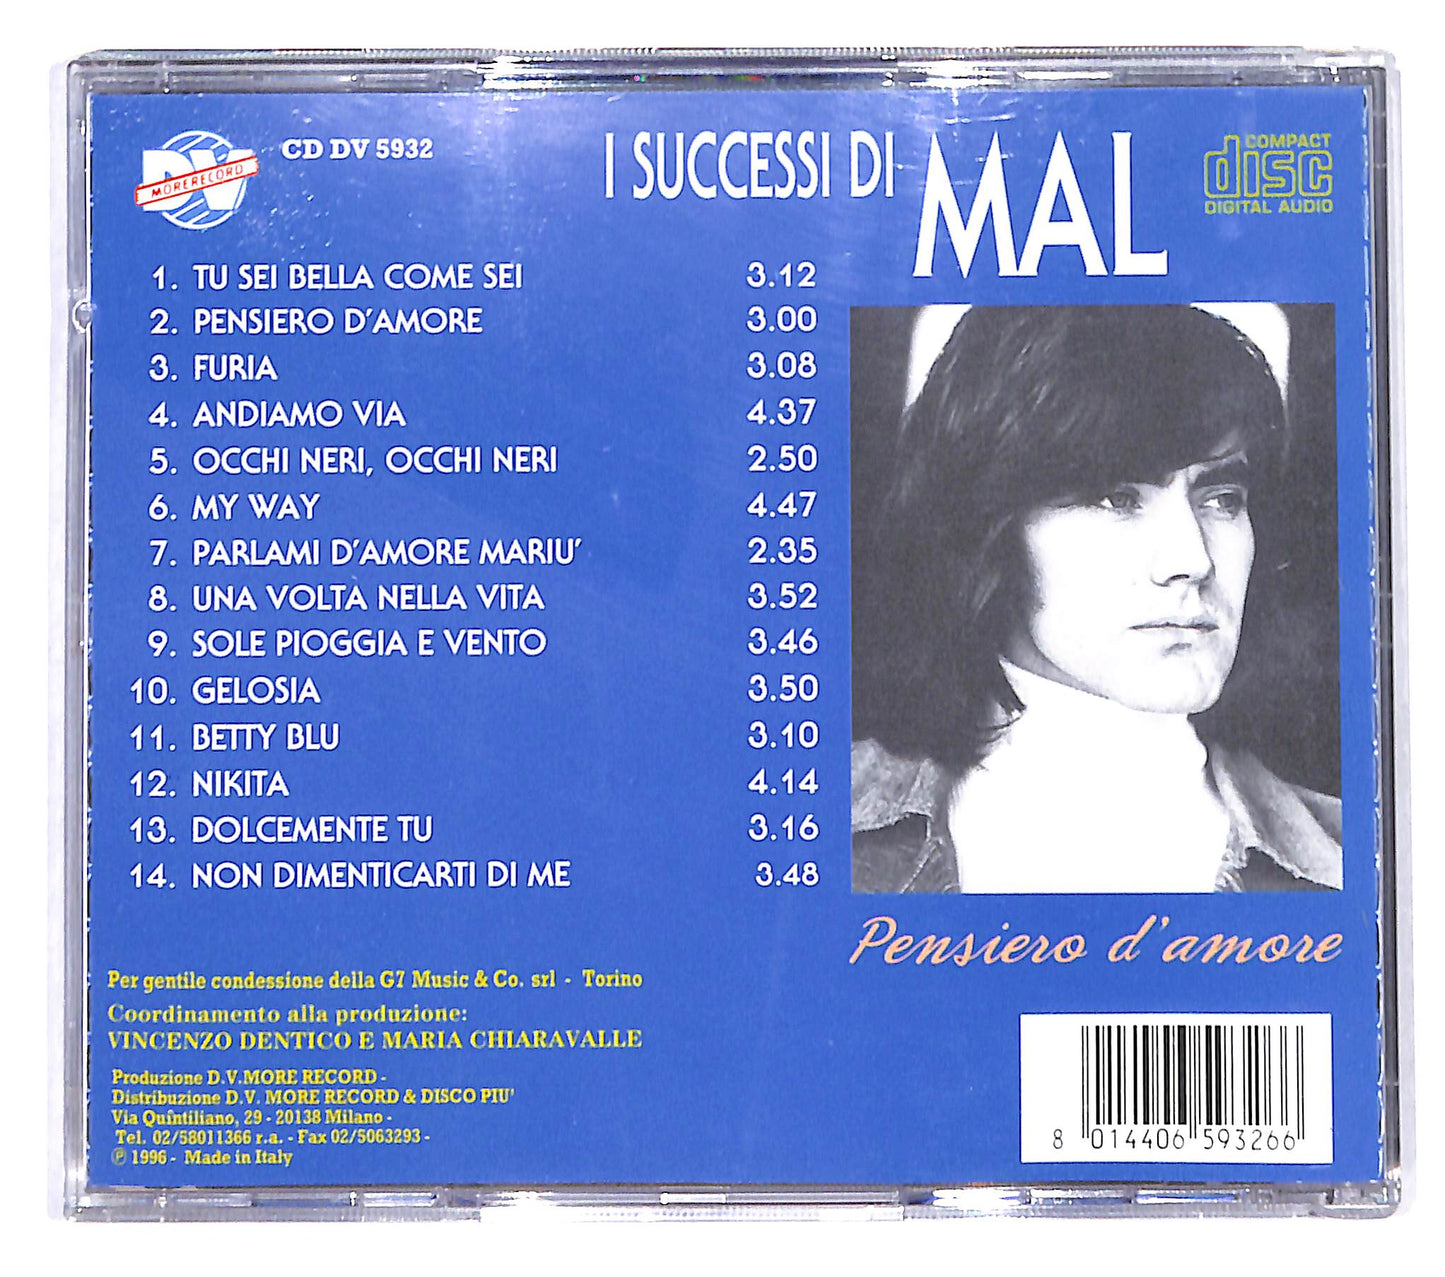 DV
MORERECORD
CD DV 5932
I SUCCESSI DI MAL
COMPACT
disc
DIGITAL AUDIO
1. TU SEI BELLA COME SEI 3.12
2. PENSIERO D'AMORE 3.00
3. FURIA 3.08
4. ANDIAMO VIA 4.37
5. OCCHI NERI, OCCHI NERI 2.50
6. MY WAY 4.47
7. PARLAMI D'AMORE MARIU' 2.35
8. UNA VOLTA NELLA VITA 3.52
9. SOLE PIOGGIA E VENTO 3.46
10. GELOSIA 3.50
11. BETTY BLU 3.10
12. NIKITA 4.14
13. DOLCEMENTE TU 3.16
14. NON DIMENTICARTI DI ME 3.48
Pensiero d'amore
Per gentile condessione della G7 Music & Co. srl - Torino
Coordinamento alla produzione:
VINCENZO DENTICO E MARIA CHIARAVALLE
Produzione D.V.MORE RECORD -
Distribuzione D.V. MORE RECORD & DISCO PIU'
Via Quîntiliano, 29 - 20138 Milano -
Tel. 02/58011366 r.a. - Fax 02/5063293 -
℗ 1996 - Made in Italy
8 014406 593266